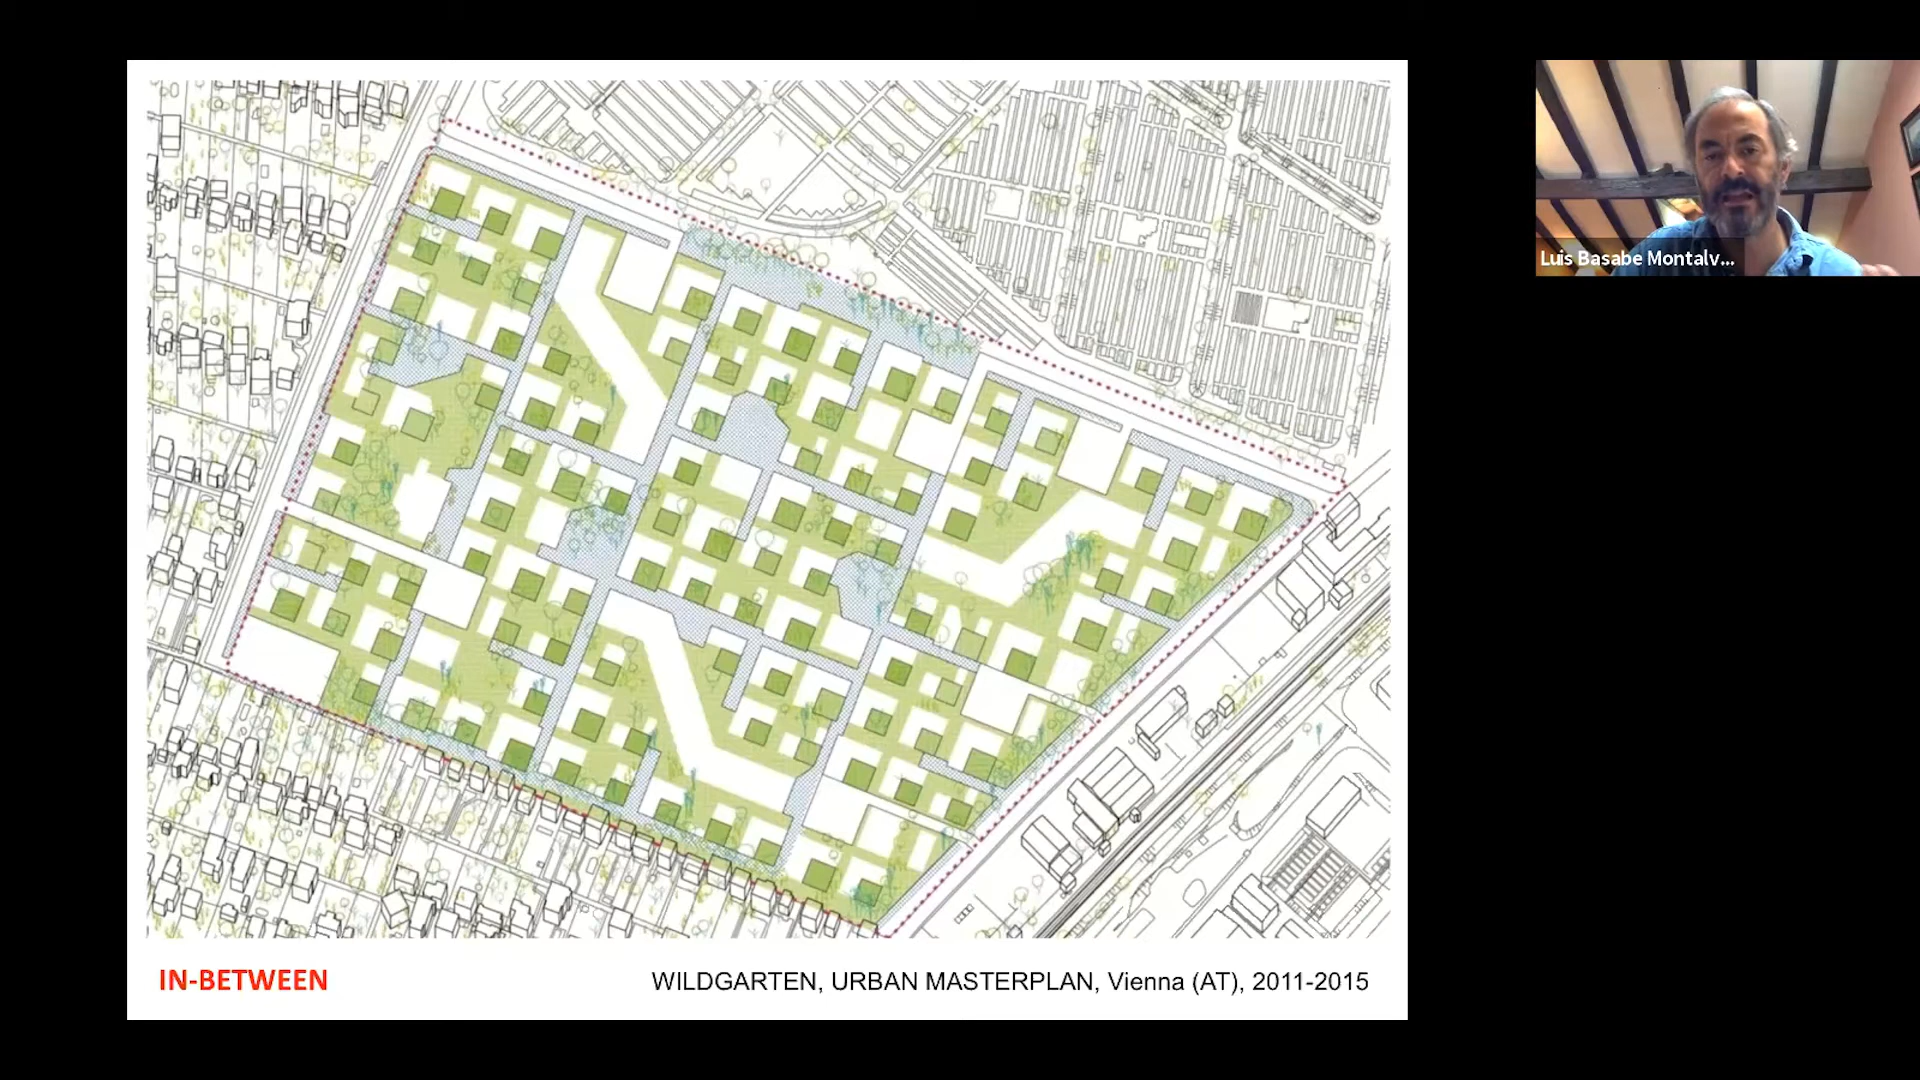 Luis Basabe Montalv...
IN-BETWEEN
WILDGARTEN, URBAN MASTERPLAN, Vienna (AT), 2011-2015